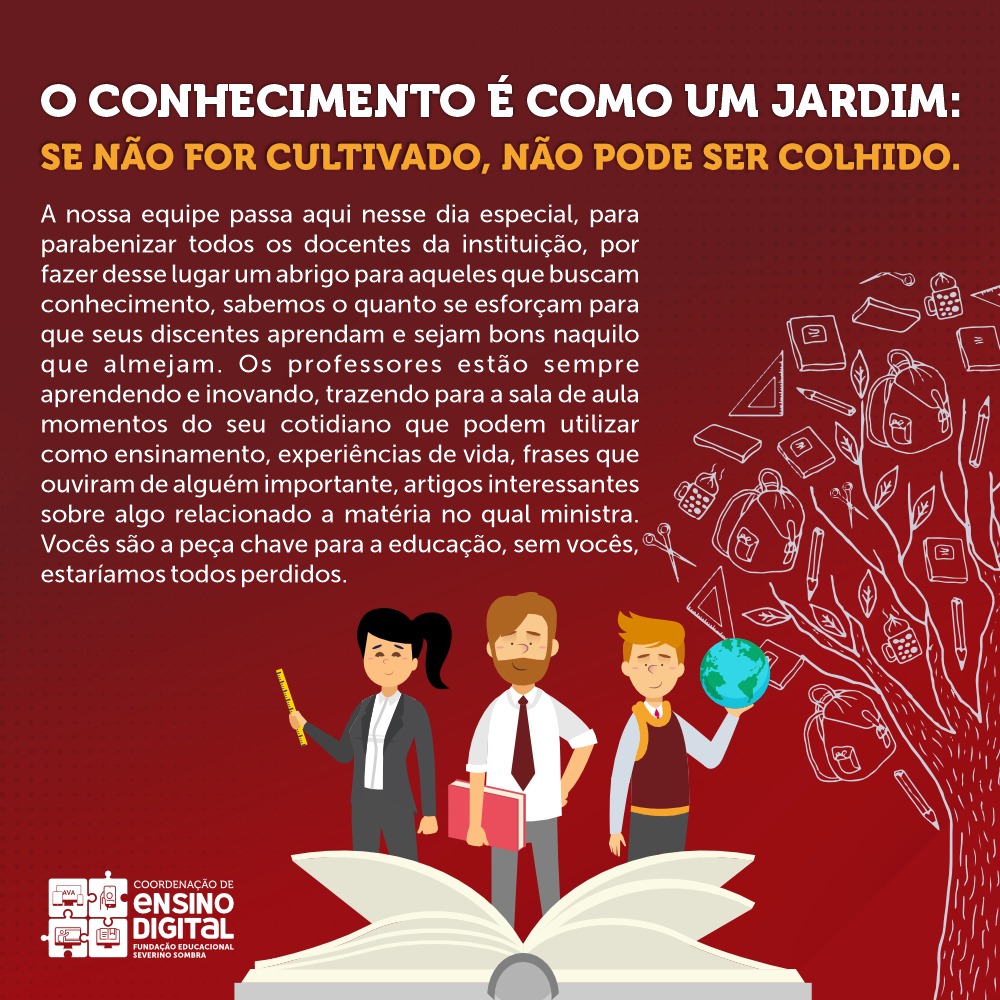 O CONHECIMENTO É COMO UM JARDIM:
SE NÃO FOR CULTIVADO, NÃO PODE SER COLHIDO.
A nossa equipe passa aqui nesse dia especial, para
parabenizar todos os docentes da instituição, por
fazer desse lugar um abrigo para aqueles que buscam
conhecimento, sabemos o quanto se esforçam para
que seus discentes aprendam e sejam bons naquilo
que almejam. Os professores estão sempre
aprendendo e inovando, trazendo para a sala de aula
momentos do seu cotidiano que podem utilizar
como ensinamento, experiências de vida, frases que
ouviram de alguém importante, artigos interessantes
sobre algo relacionado a matéria no qual ministra.
Vocês são a peça chave para a educação, sem vocês,
estaríamos todos perdidos.
AVA
COORDENAÇÃO DE
ENSINO
DIGITAL
FUNDAÇÃO EDUCACIONAL
SEVERINO SOMBRA